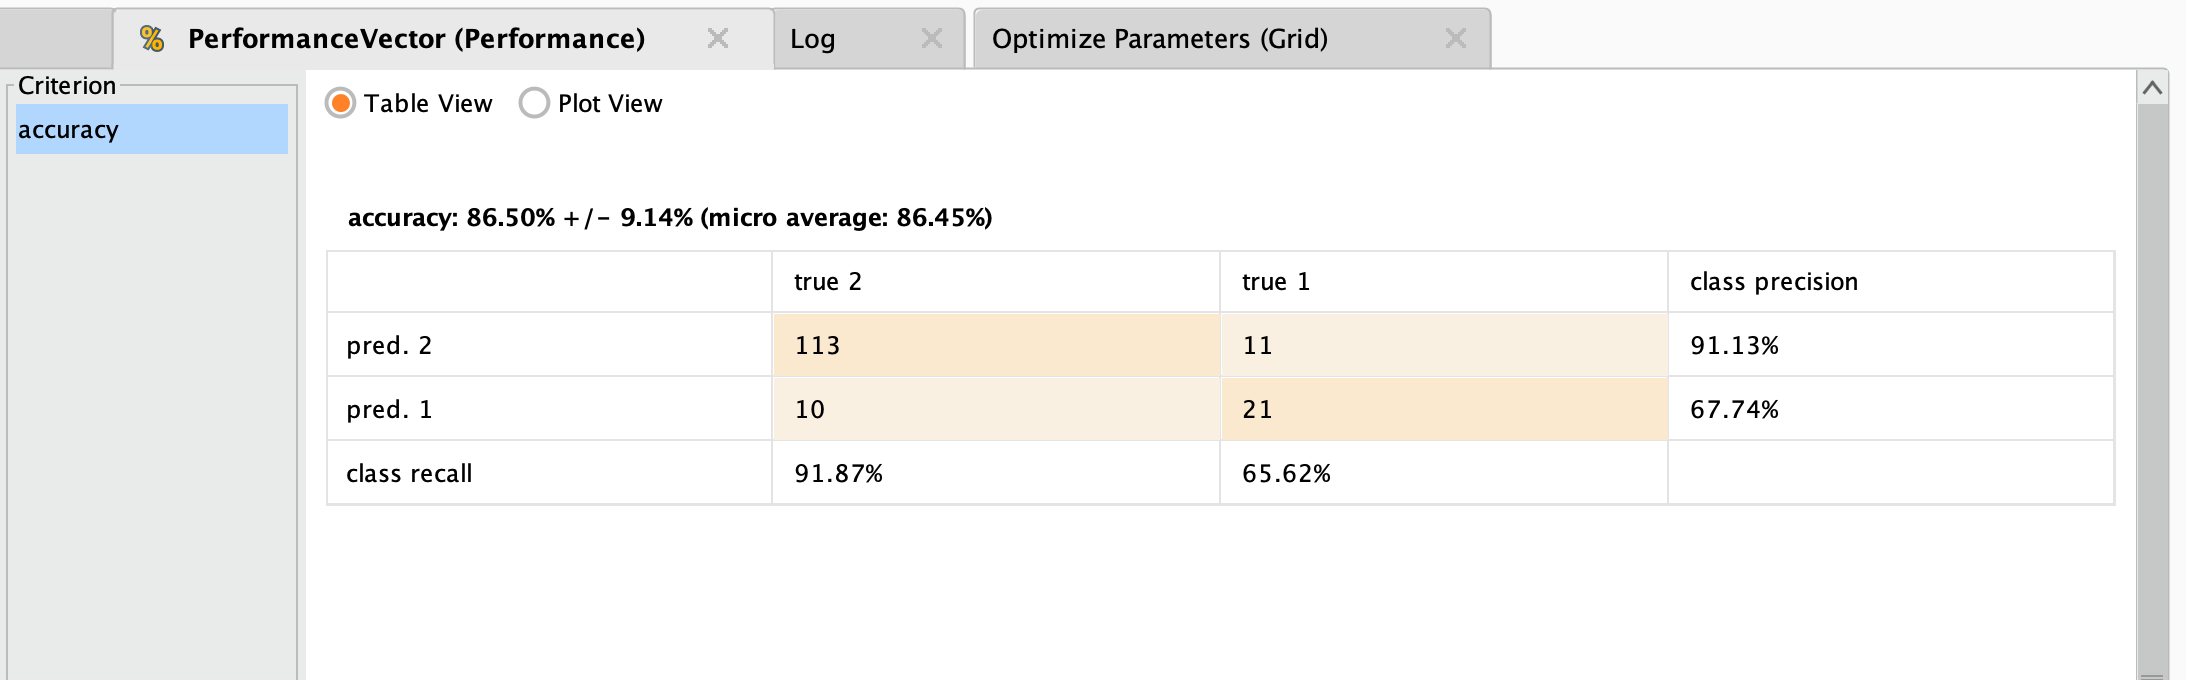 PerformanceVector (Performance) Log Optimize Parameters (Grid)
Criterion
accuracy
Table View Plot View
accuracy: 86.50% +/- 9.14% (micro average: 86.45%)
true 2 true 1 class precision
pred. 2 113 11 91.13%
pred. 1 10 21 67.74%
class recall 91.87% 65.62%